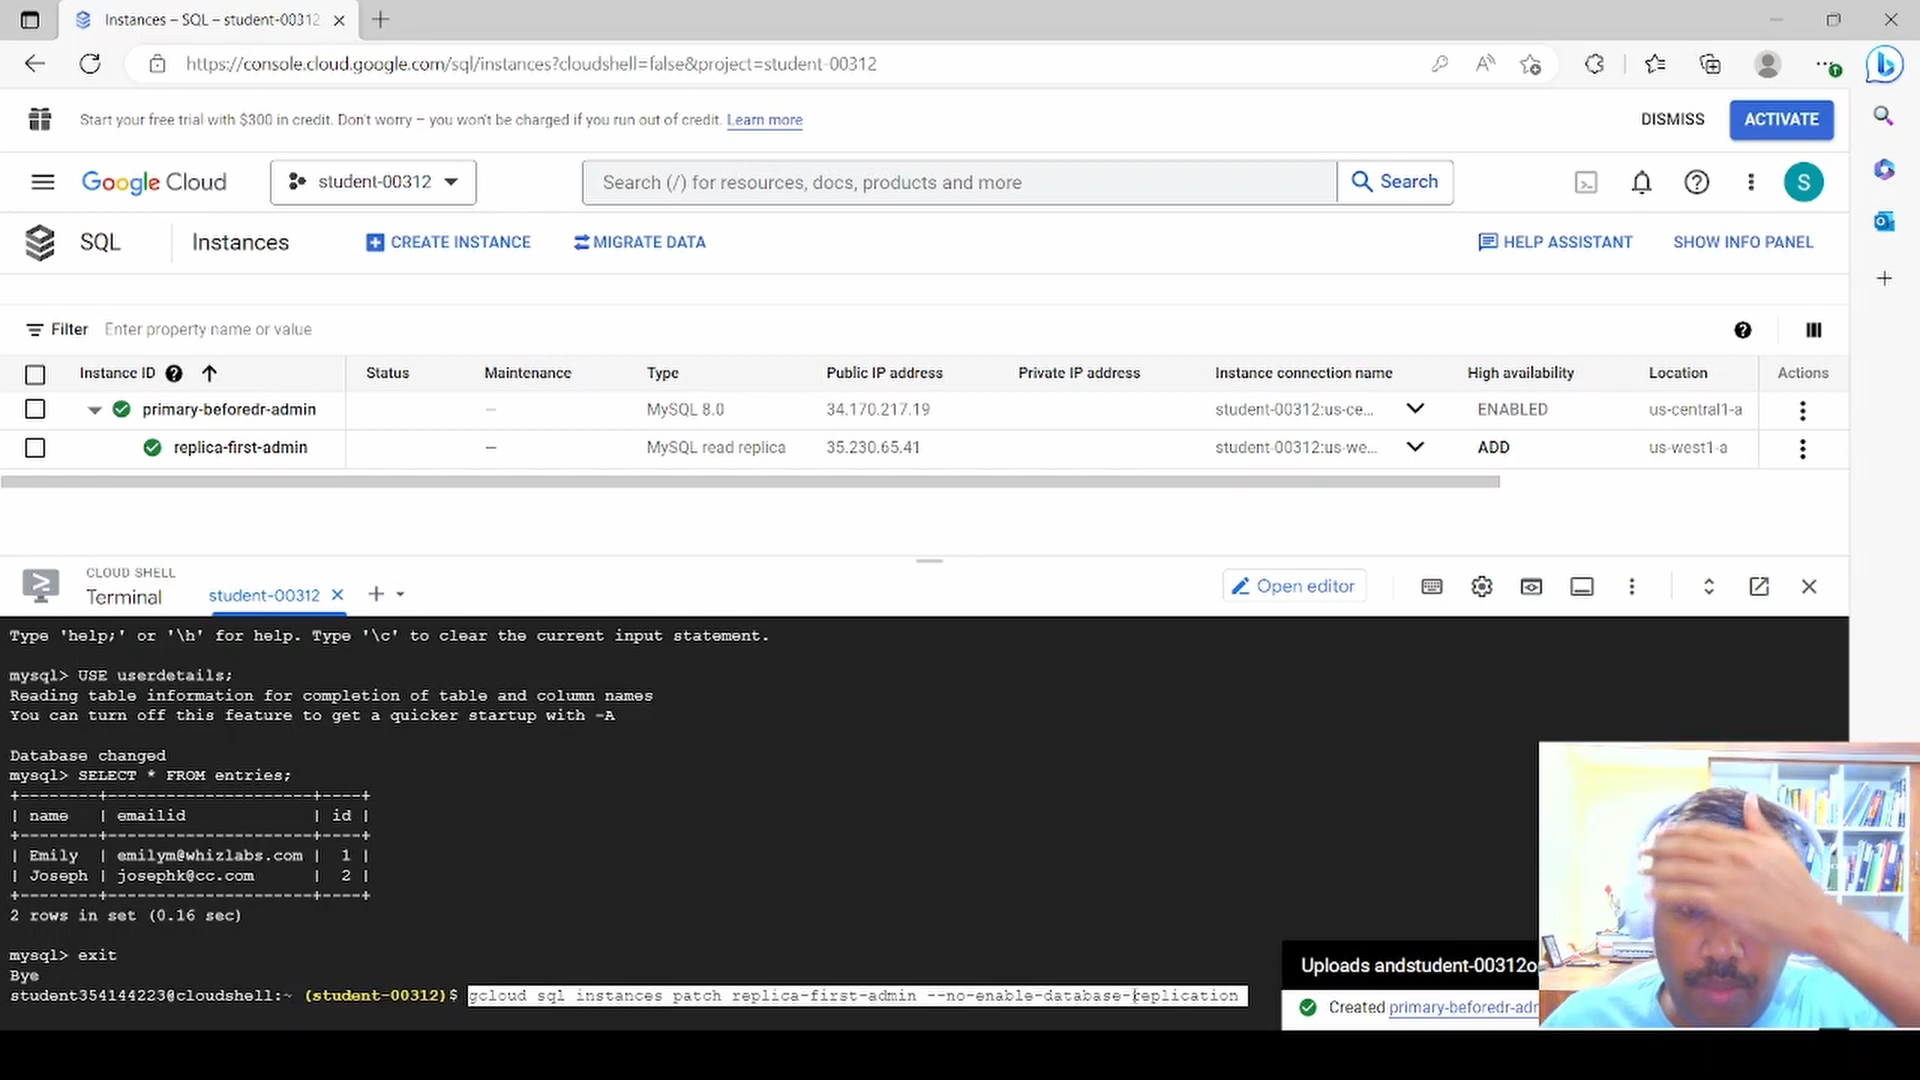 Instances – SQL – student-00312
https://console.cloud.google.com/sql/instances?cloudshell=false&project=student-00312
Start your free trial with $300 in credit. Don't worry – you won't be charged if you run out of credit. Learn more
DISMISS
ACTIVATE
Google Cloud
student-00312
Search (/) for resources, docs, products and more
Search
S
SQL
Instances
CREATE INSTANCE
MIGRATE DATA
HELP ASSISTANT
SHOW INFO PANEL
Filter Enter property name or value
Instance ID Status Maintenance Type Public IP address Private IP address Instance connection name High availability Location Actions
primary-beforedr-admin – MySQL 8.0 34.170.217.19 student-00312:us-ce... ENABLED us-central1-a
replica-first-admin – MySQL read replica 35.230.65.41 student-00312:us-we... ADD us-west1-a
CLOUD SHELL
Terminal
student-00312
Open editor
Type 'help;' or '\h' for help. Type '\c' to clear the current input statement.
mysql> USE userdetails;
Reading table information for completion of table and column names
You can turn off this feature to get a quicker startup with -A
Database changed
mysql> SELECT * FROM entries;
+--------+----------------------+----+
| name | emailid | id |
+--------+----------------------+----+
| Emily | emilym@whizlabs.com | 1 |
| Joseph | josephk@cc.com | 2 |
+--------+----------------------+----+
2 rows in set (0.16 sec)
mysql> exit
Bye
student354144223@cloudshell:~ (student-00312)$ gcloud sql instances patch replica-first-admin --no-enable-database-replication
Uploads andstudent-00312o
Created primary-beforedr-adm